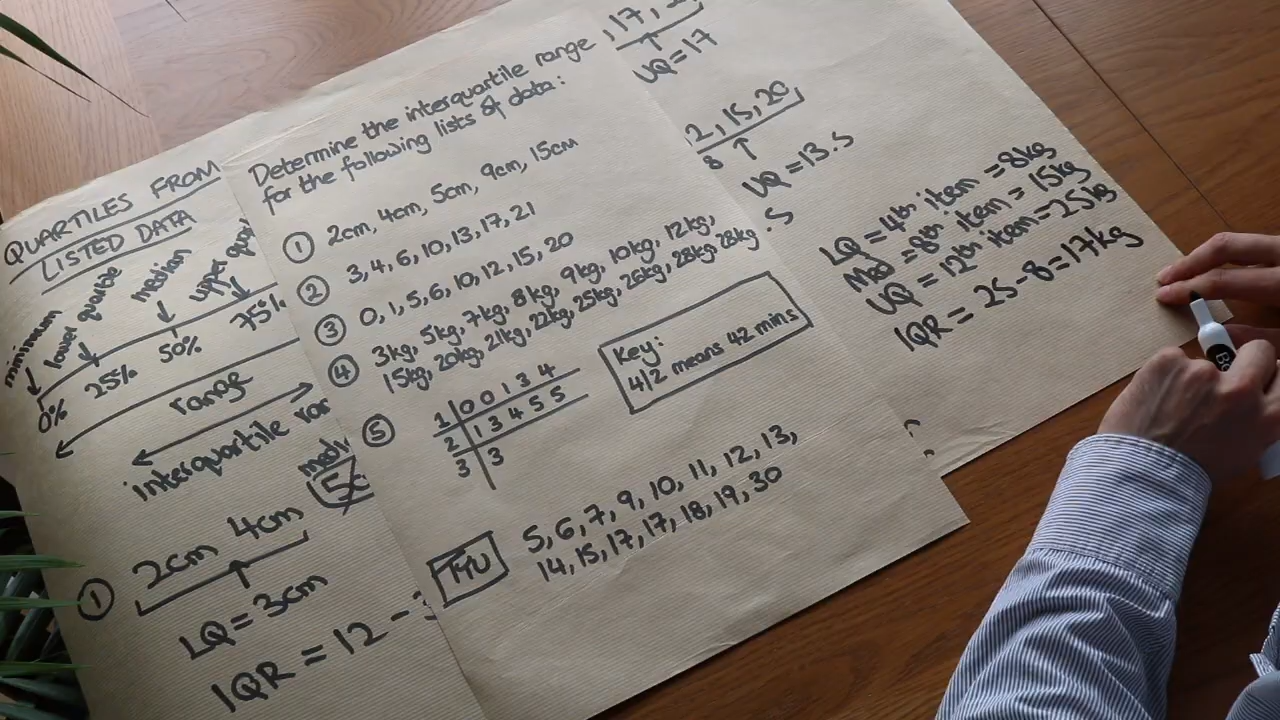 QUARTILES FROM
LISTED DATA
minimum
lower quartile
median
upper
0%
25%
50%
75%
range
interquartile
① 2cm 4cm
5
LQ = 3cm
IQR = 12 -
Determine the interquartile range
for the following lists of data:
① 2cm, 4cm, 5cm, 9cm, 15cm
② 3, 4, 6, 10, 13, 17, 21
③ 0, 1, 5, 6, 10, 12, 15, 20
④ 3kg, 5kg, 7kg, 8kg, 9kg, 10kg, 12kg,
15kg, 20kg, 21kg, 22kg, 25kg, 26kg, 28kg 28kg
⑤ 1|0 0 1 3 4
2|1 3 4 5 5
3|3
Key:
4/2 means 42 mins
TTU
5, 6, 7, 9, 10, 11, 12, 13,
14, 15, 17, 17, 18, 19, 30
, 17,
UQ = 17
2, 15, 20
8
UQ = 13.5
.5
LQ = 4th item = 8kg
Med = 8th item = 15kg
UQ = 12th item = 25kg
IQR = 25 - 8 = 17kg